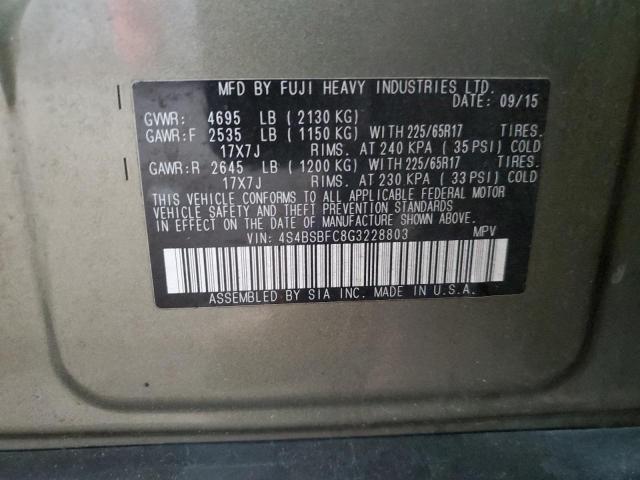 MFD BY FUJI HEAVY INDUSTRIES LTD.
DATE: 09/15
GVWR: 4695 LB (2130 KG)
GAWR:F 2535 LB (1150 KG) WITH 225/65R17 TIRES.
17X7J RIMS. AT 240 KPA (35 PSI) COLD
GAWR:R 2645 LB (1200 KG) WITH 225/65R17 TIRES.
17X7J RIMS. AT 230 KPA (33 PSI) COLD
THIS VEHICLE CONFORMS TO ALL APPLICABLE FEDERAL MOTOR
VEHICLE SAFETY AND THEFT PREVENTION STANDARDS
IN EFFECT ON THE DATE OF MANUFACTURE SHOWN ABOVE.
VIN: 4S4BSBFC8G3228803 MPV
ASSEMBLED BY SIA INC. MADE IN U.S.A.